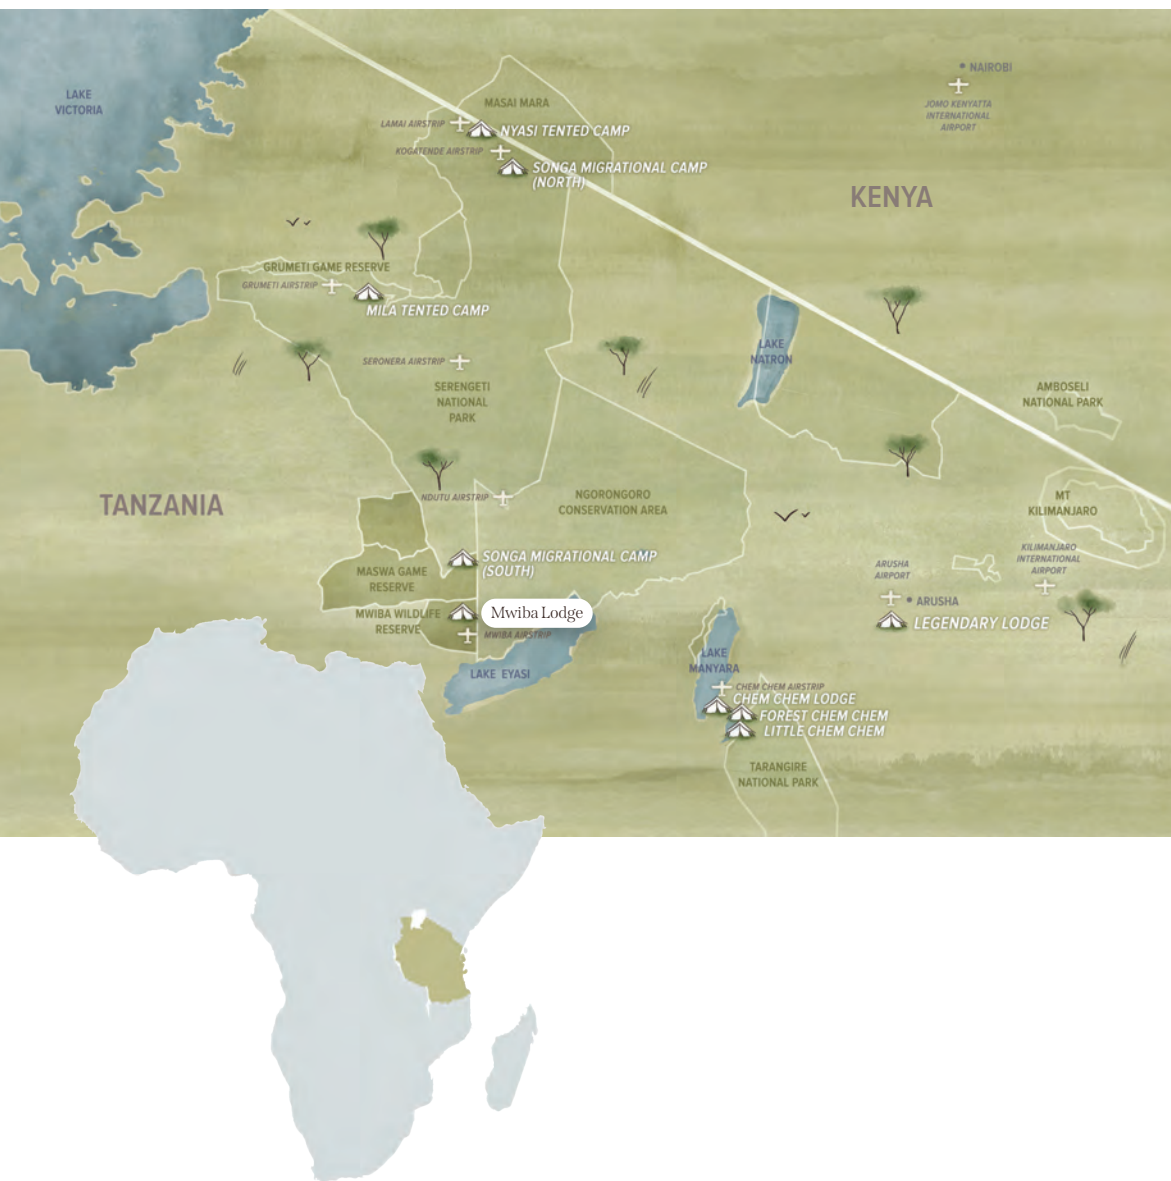 NAIROBI
LAKE
VICTORIA
MASAI MARA
JOMO KENYATTA
INTERNATIONAL
AIRPORT
LAMAI AIRSTRIP
NYASI TENTED CAMP
KOGATENDE AIRSTRIP
SONGA MIGRATIONAL CAMP
(NORTH)
KENYA
GRUMETI GAME RESERVE
GRUMETI AIRSTRIP
MILA TENTED CAMP
LAKE
NATRON
SERONERA AIRSTRIP
SERENGETI
NATIONAL
PARK
AMBOSELI
NATIONAL PARK
TANZANIA
NDUTU AIRSTRIP
NGORONGORO
CONSERVATION AREA
MT
KILIMANJARO
SONGA MIGRATIONAL CAMP
(SOUTH)
MASWA GAME
RESERVE
KILIMANJARO
INTERNATIONAL
AIRPORT
ARUSHA
AIRPORT
ARUSHA
LEGENDARY LODGE
MWIBA WILDLIFE
RESERVE
Mwiba Lodge
MWIBA AIRSTRIP
LAKE EYASI
LAKE
MANYARA
CHEM CHEM AIRSTRIP
CHEM CHEM LODGE
FOREST CHEM CHEM
LITTLE CHEM CHEM
TARANGIRE
NATIONAL PARK